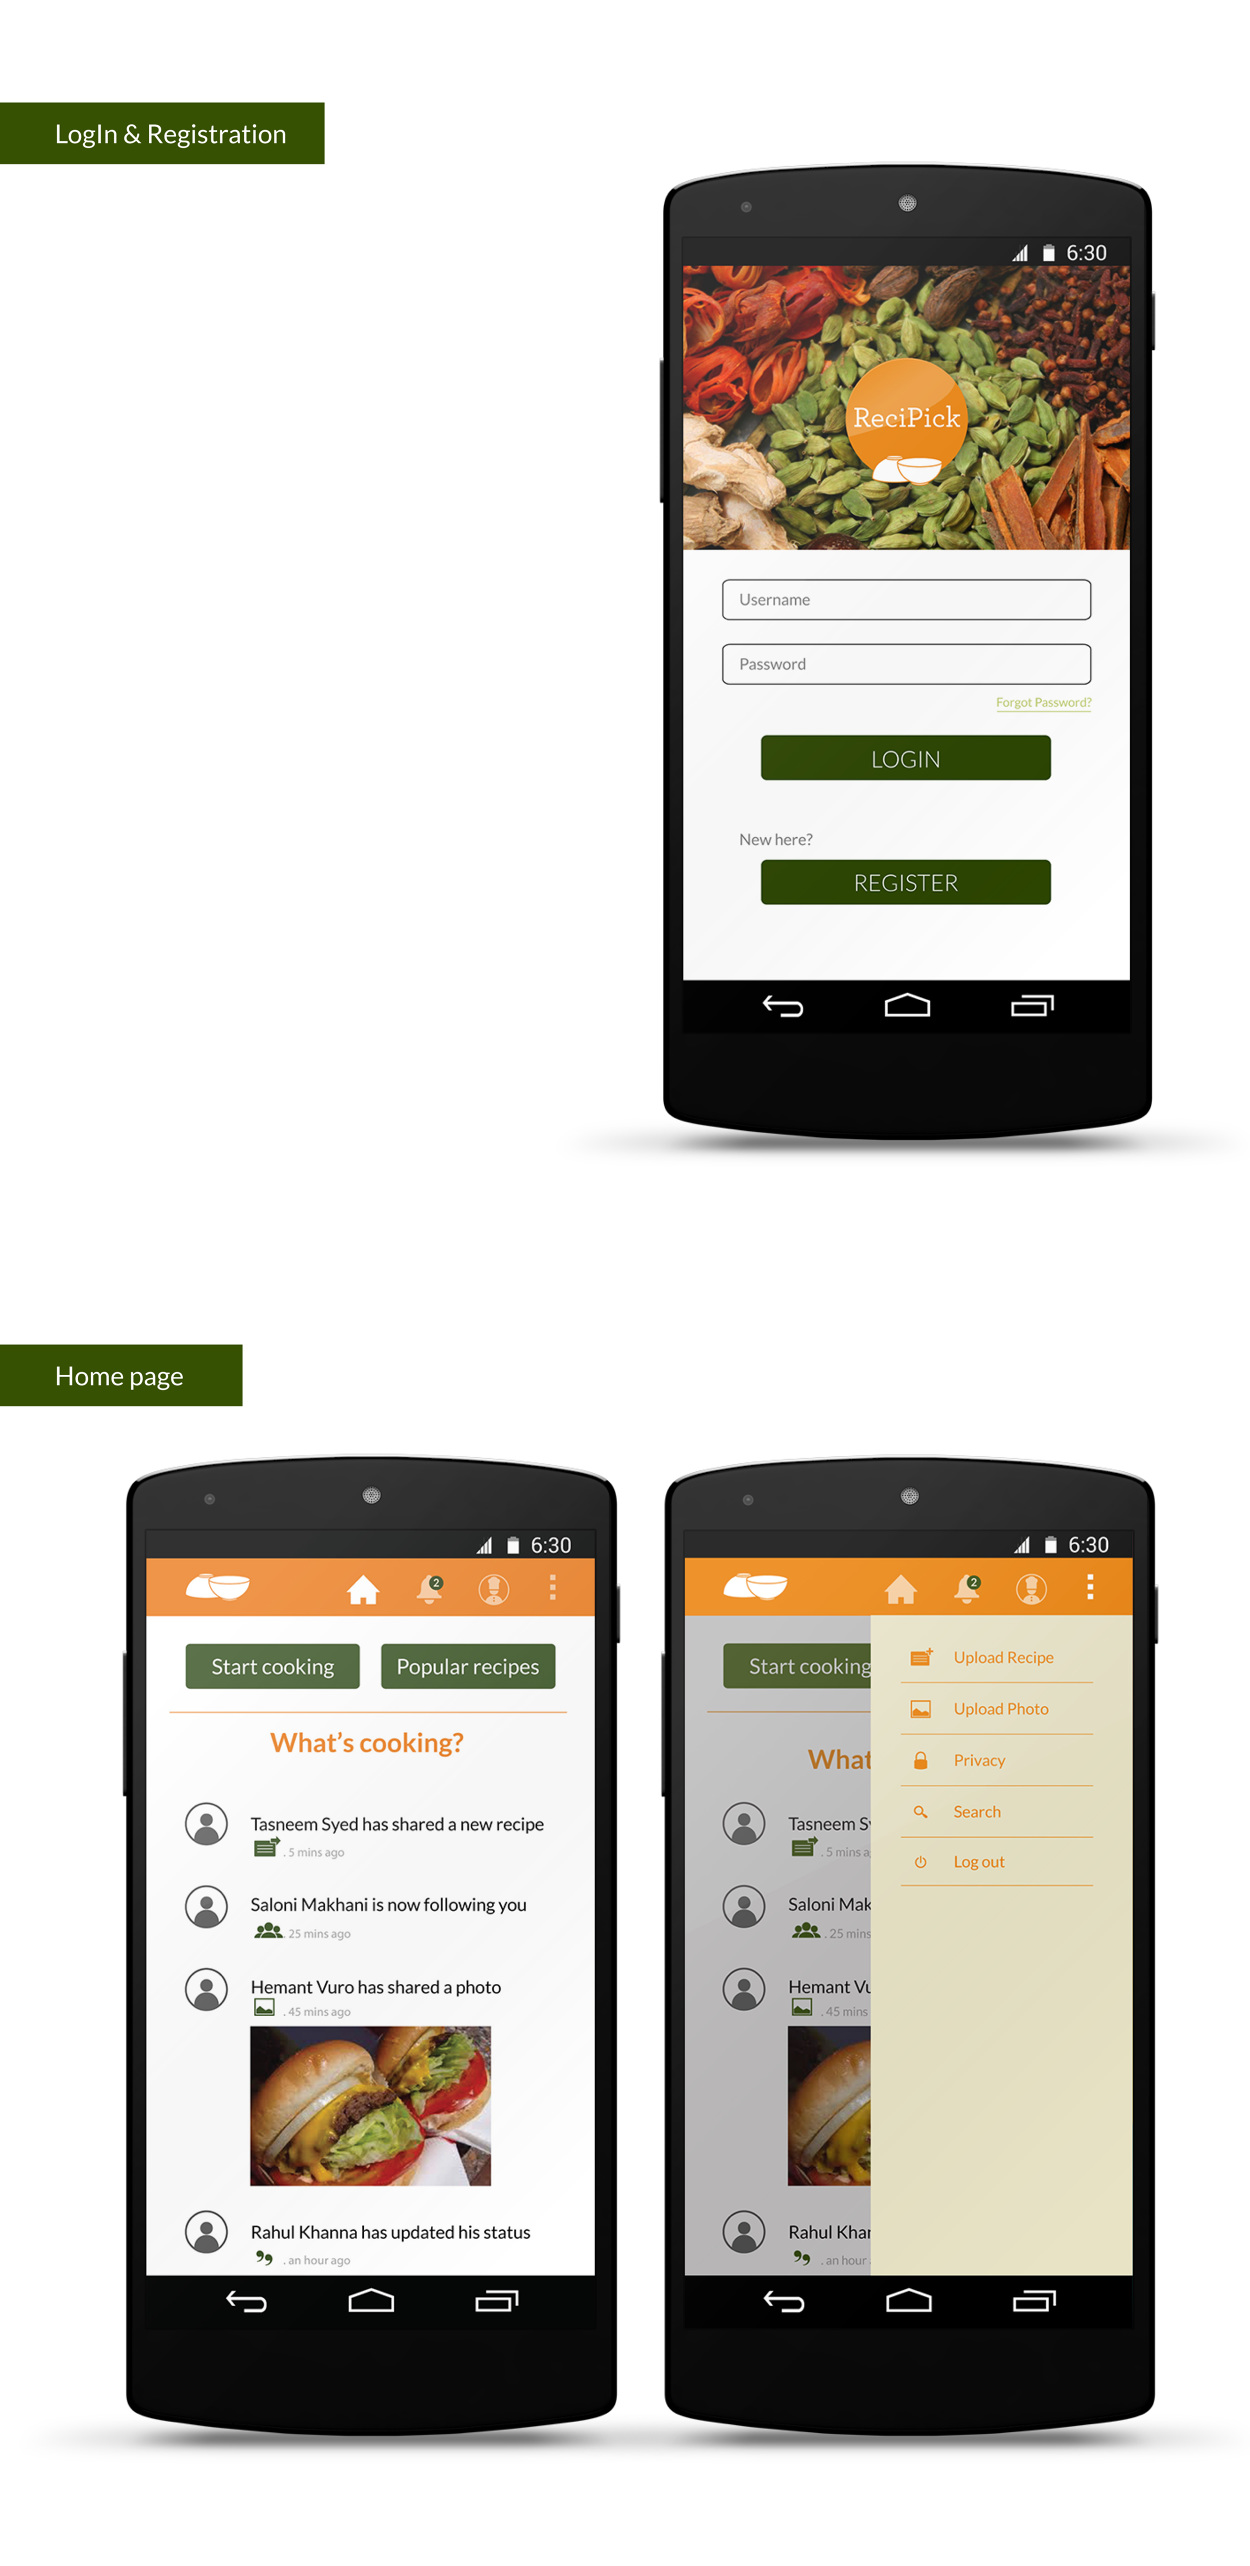 LogIn & Registration
6:30
ReciPick
Username
Password
Forgot Password?
LOGIN
New here?
REGISTER
Home page
6:30
2
Start cooking
Popular recipes
What's cooking?
Tasneem Syed has shared a new recipe
. 5 mins ago
Saloni Makhani is now following you
. 25 mins ago
Hemant Vuro has shared a photo
. 45 mins ago
Rahul Khanna has updated his status
. an hour ago
6:30
2
Start cooking
What
Tasneem Sy
. 5 mins a
Saloni Mak
. 25 mins
Hemant Vu
. 45 mins
Rahul Khan
. an hour
Upload Recipe
Upload Photo
Privacy
Search
Log out